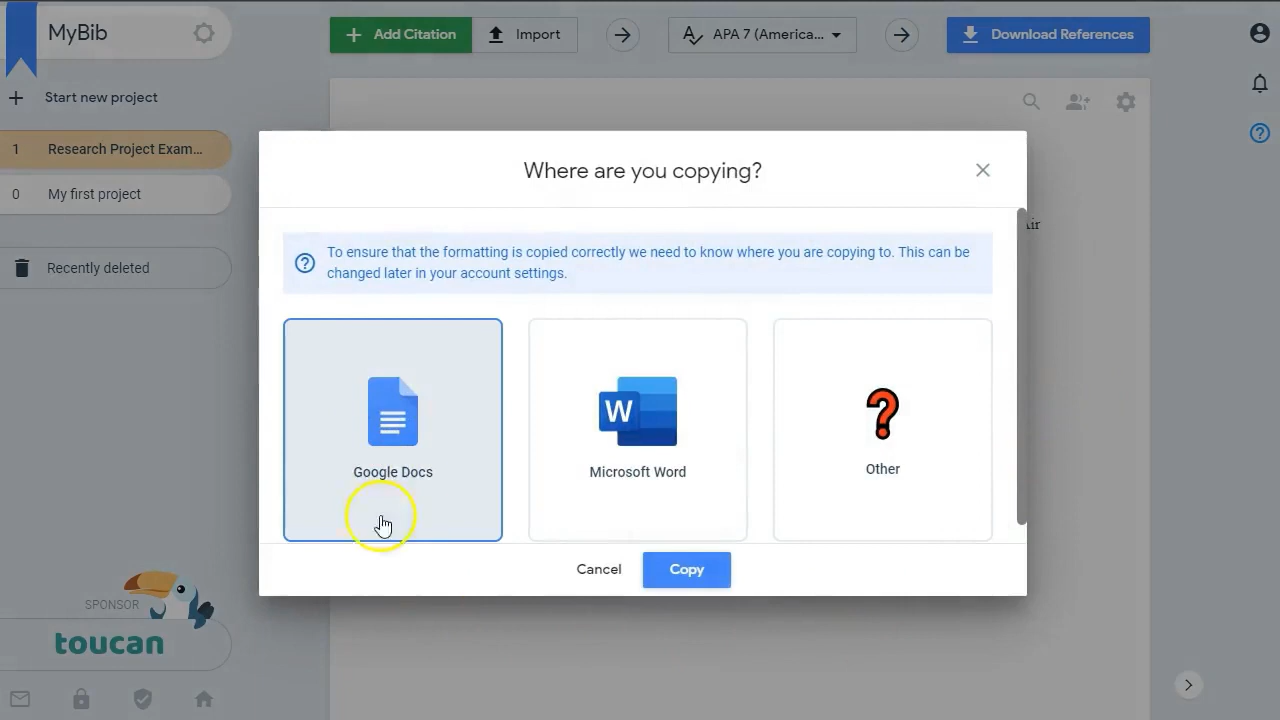 MyBib
Add Citation
Import
APA 7 (America...
Download References
Start new project
1 Research Project Exam...
0 My first project
Recently deleted
Where are you copying?
To ensure that the formatting is copied correctly we need to know where you are copying to. This can be
changed later in your account settings.
Air
Google Docs
W
Microsoft Word
?
Other
Cancel
Copy
SPONSOR
toucan